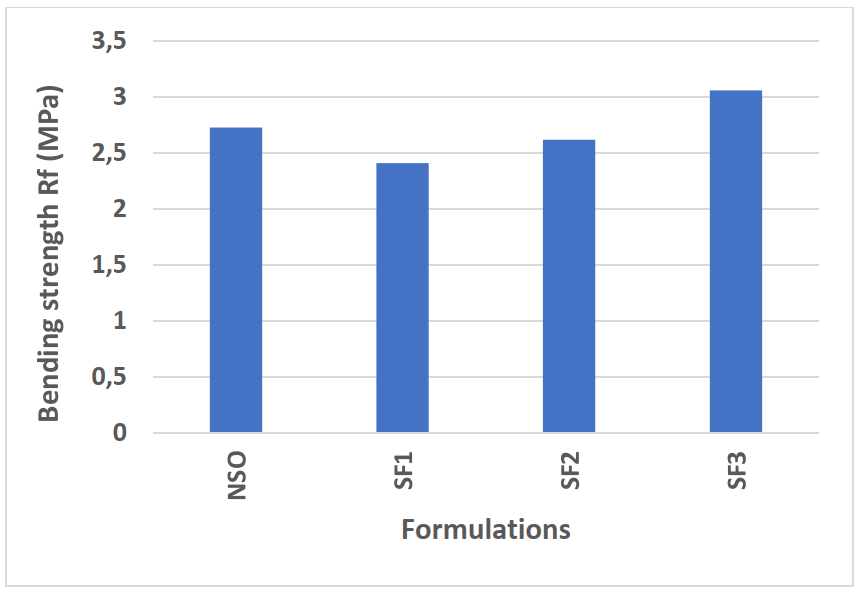 Bending strength Rf (MPa)
3,5
3
2,5
2
1,5
1
0,5
0
NSO
SF1
SF2
SF3
Formulations